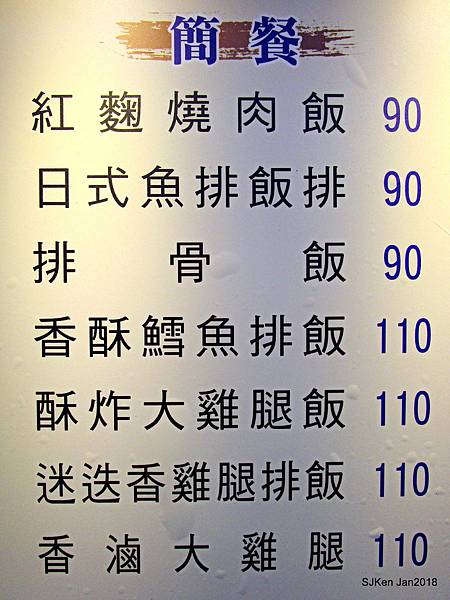 簡餐
紅麴燒肉飯 90
日式魚排飯排 90
排骨飯 90
香酥鱈魚排飯 110
酥炸大雞腿飯 110
迷迭香雞腿排飯 110
香滷大雞腿 110
SJKen Jan2018